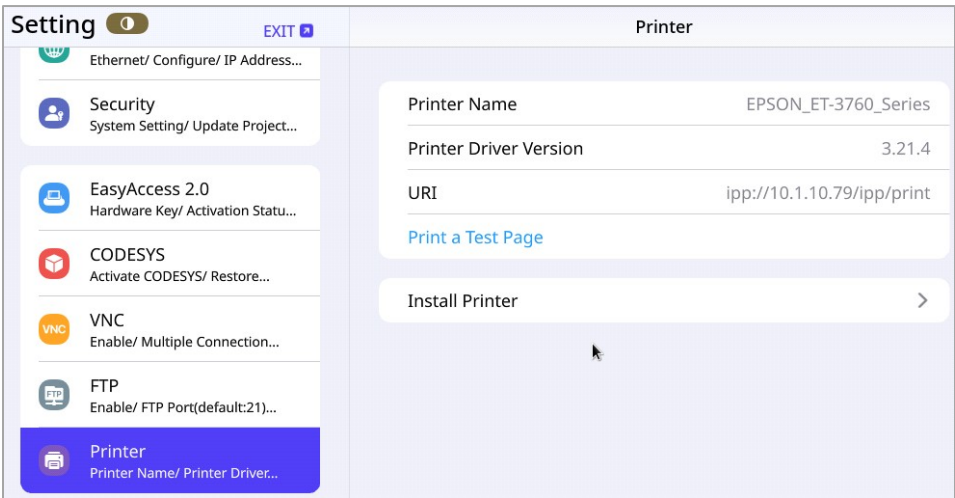 Setting
EXIT
Ethernet/ Configure/ IP Address...
Security
System Setting/ Update Project...
EasyAccess 2.0
Hardware Key/ Activation Statu...
CODESYS
Activate CODESYS/ Restore...
VNC
VNC
Enable/ Multiple Connection...
FTP
FTP
Enable/ FTP Port(default:21)...
Printer
Printer Name/ Printer Driver...
Printer
Printer Name EPSON_ET-3760_Series
Printer Driver Version 3.21.4
URI ipp://10.1.10.79/ipp/print
Print a Test Page
Install Printer